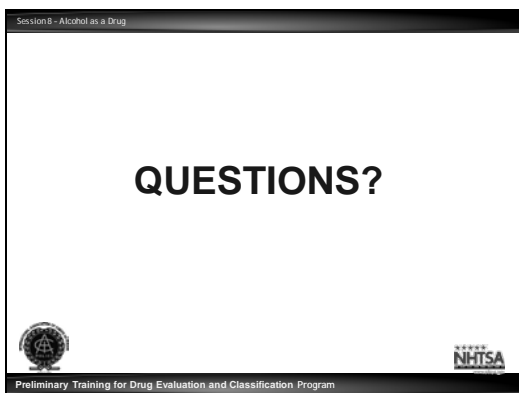 Session 8 - Alcohol as a Drug
QUESTIONS?
NHTSA
Preliminary Training for Drug Evaluation and Classification Program